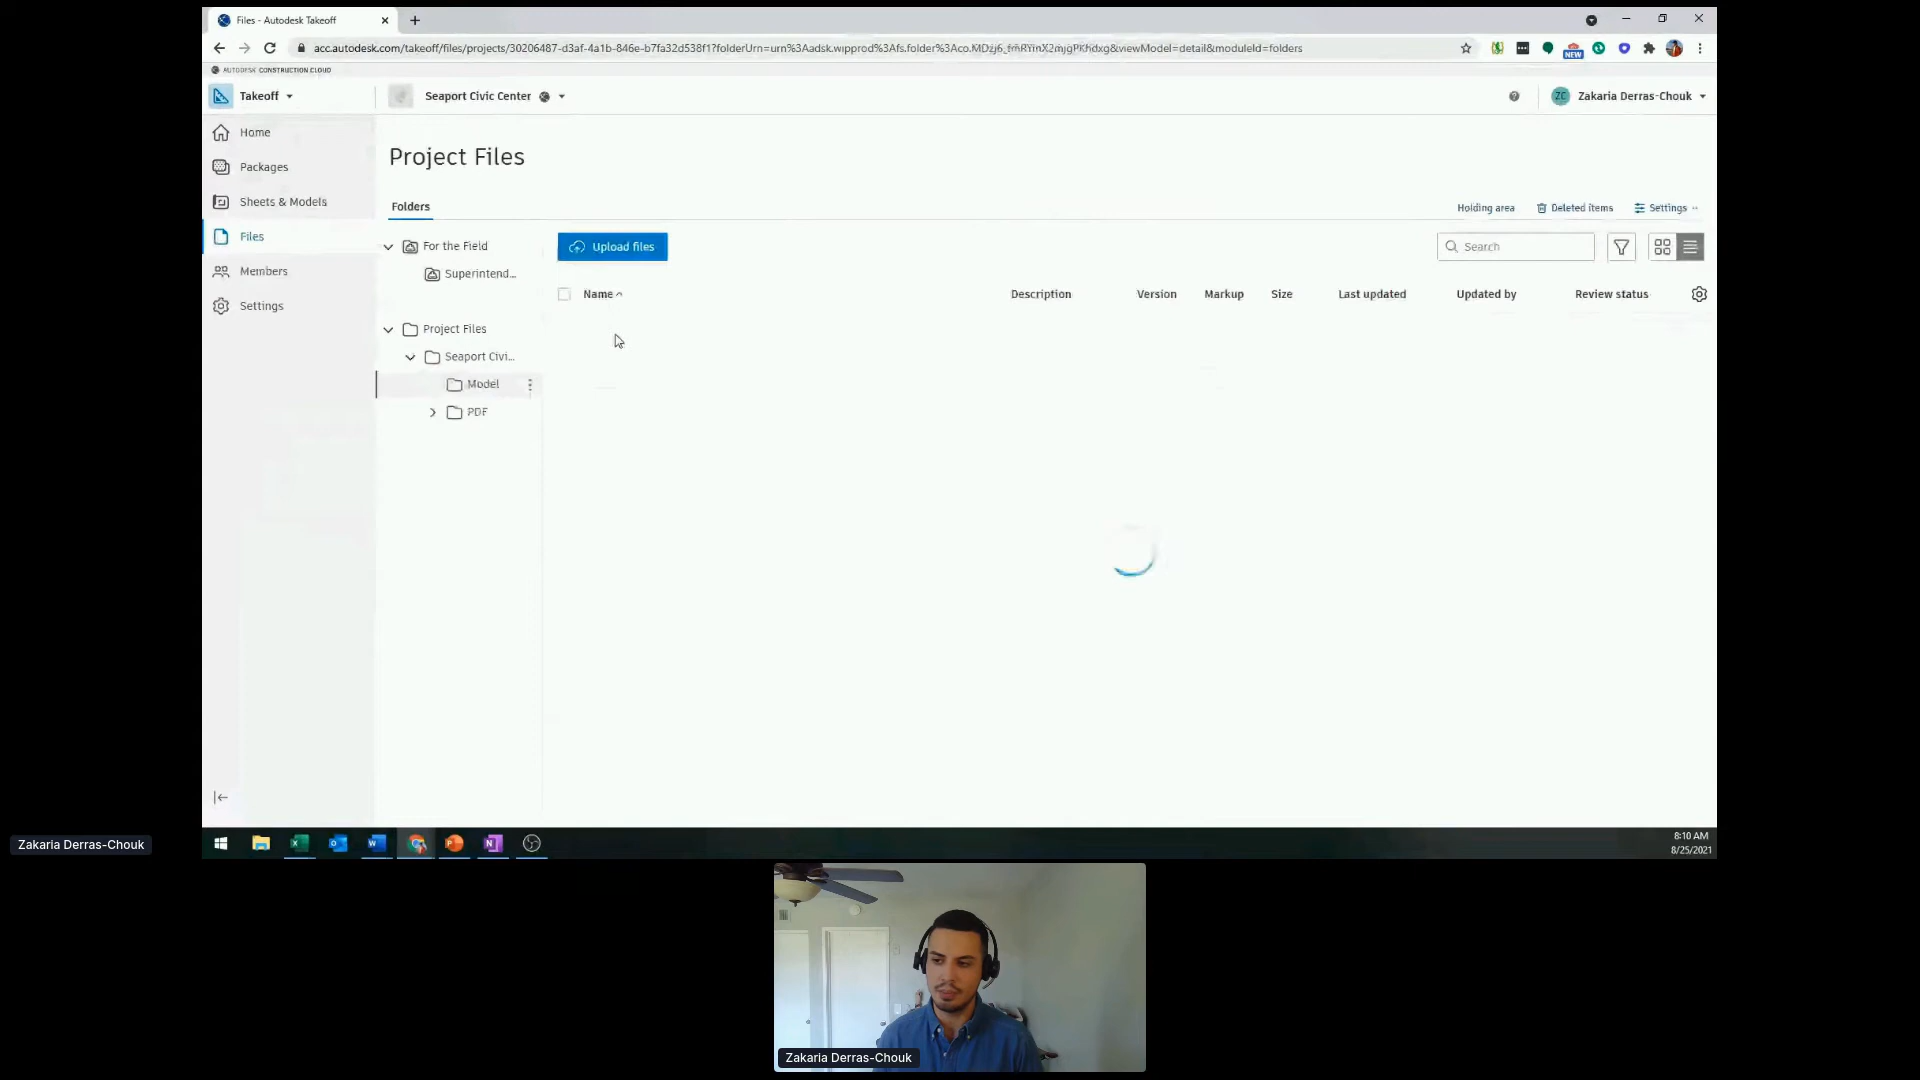 Files - Autodesk Takeoff
acc.autodesk.com/takeoff/files/projects/30206487-d3af-4a1b-846e-b7fa32d538f1?folderUrn=urn%3Aadsk.wipprod%3Afs.folder%3Aco.MDzj6_tmRYinX2mjgPKhdxg&viewModel=detail&moduleId=folders
NEW
AUTODESK CONSTRUCTION CLOUD
Takeoff
Seaport Civic Center
ZC
Zakaria Derras-Chouk
Home
Packages
Sheets & Models
Files
Members
Settings
Project Files
Folders
Holding area
Deleted items
Settings
For the Field
Superintend...
Project Files
Seaport Civi...
Model
PDF
Upload files
Search
Name
Description
Version
Markup
Size
Last updated
Updated by
Review status
8:10 AM
8/25/2021
Zakaria Derras-Chouk
Zakaria Derras-Chouk